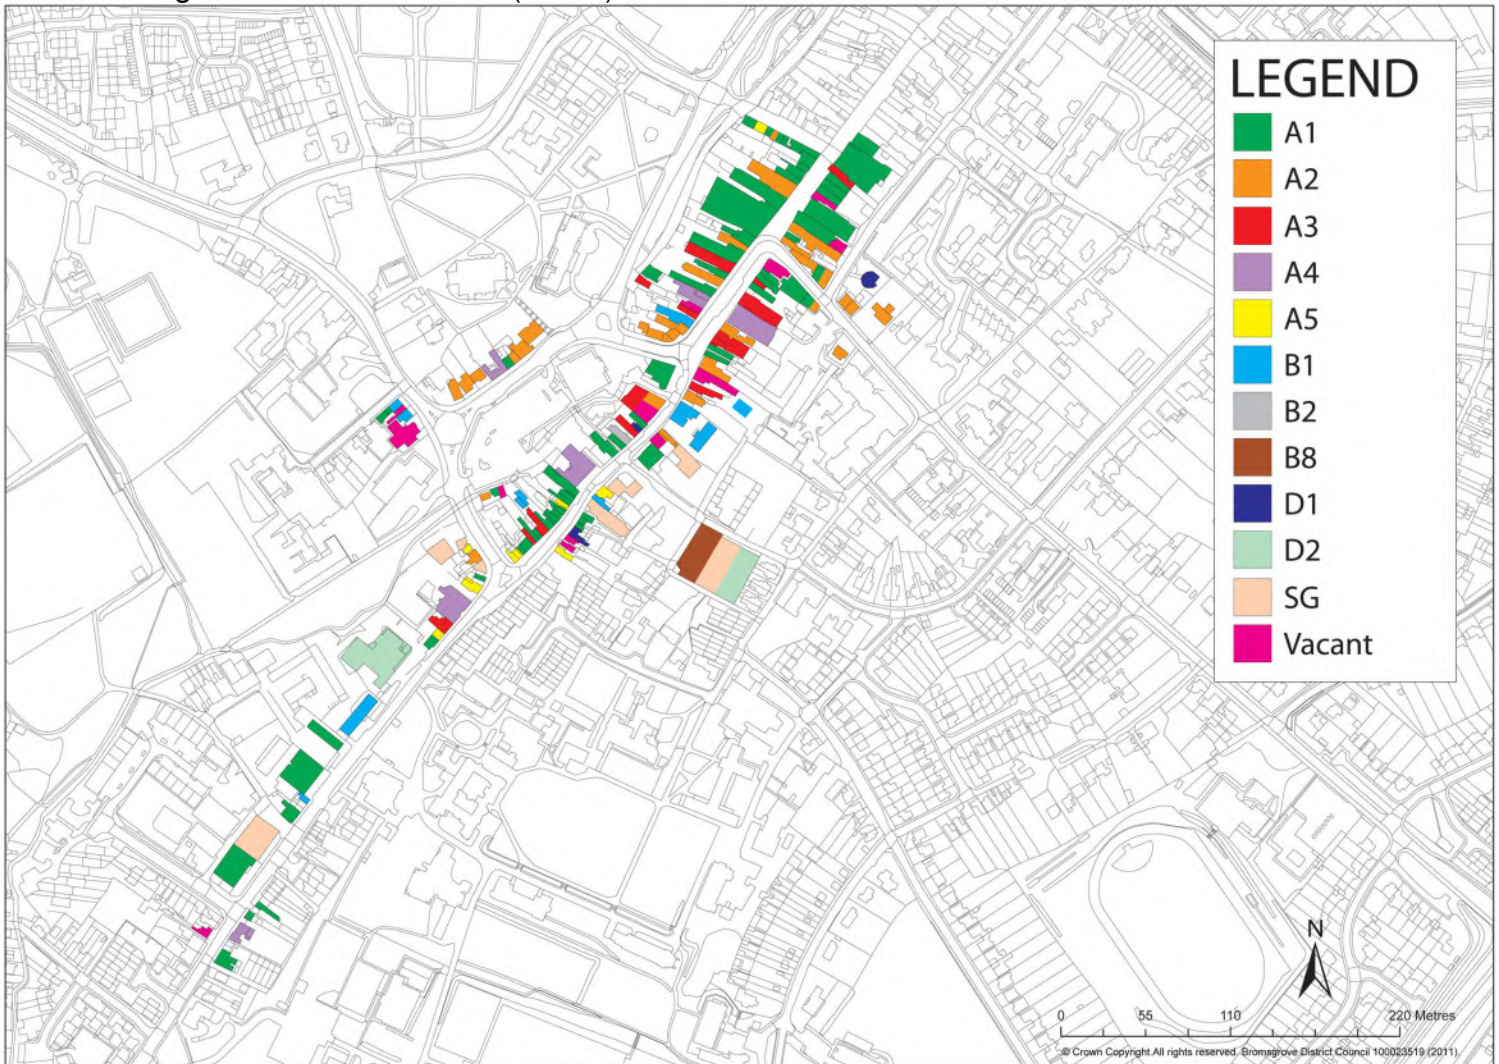 LEGEND
A1
A2
A3
A4
A5
B1
B2
B8
D1
D2
SG
Vacant
N
0 55 110 220 Metres
© Crown Copyright.All rights reserved. Bromsgrove District Council 100023519 (2011)